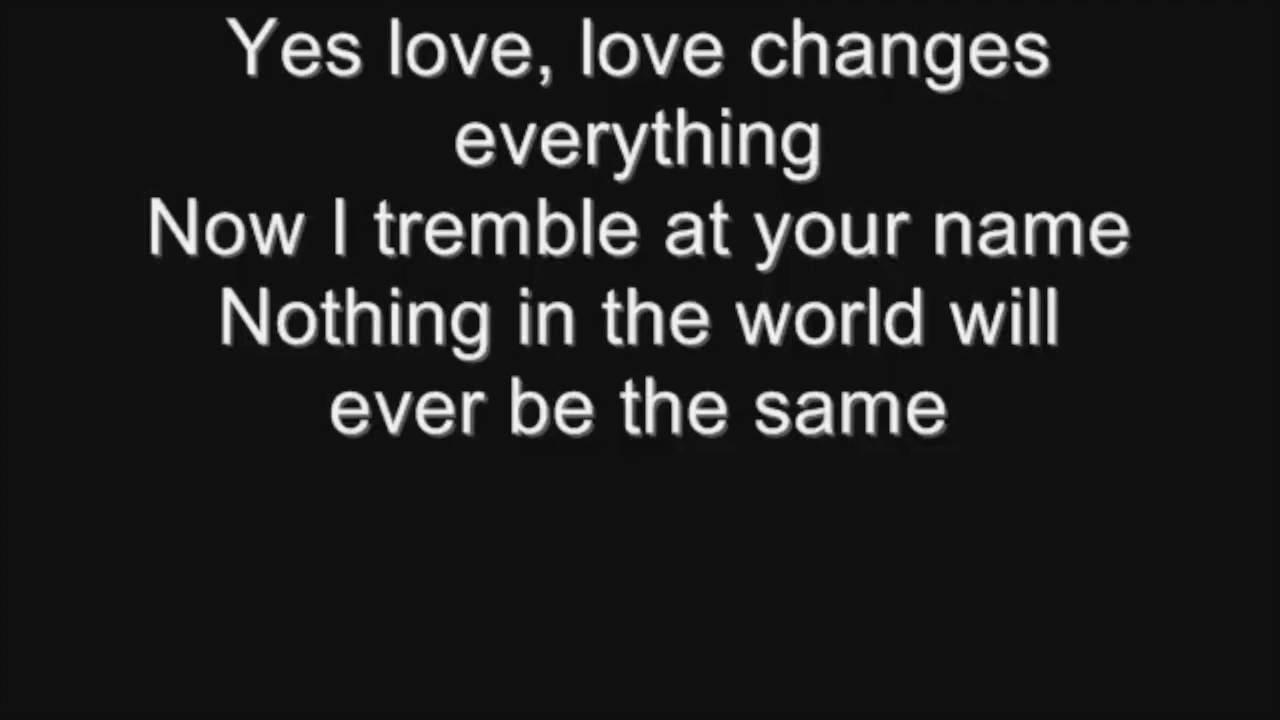 Yes love, love changes
everything
Now I tremble at your name
Nothing in the world will
ever be the same